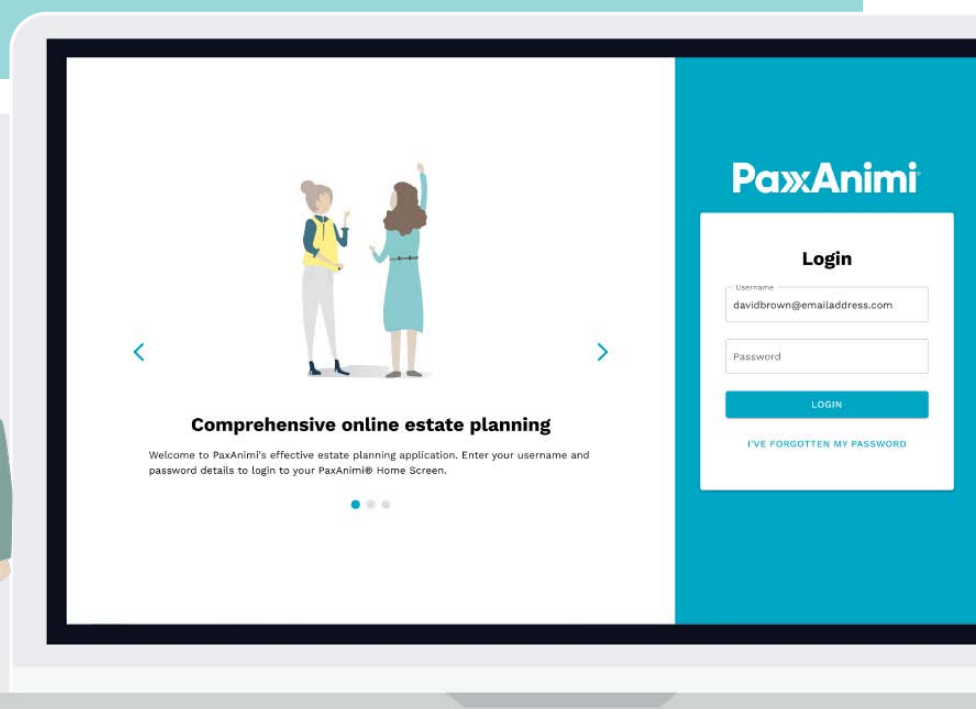 Comprehensive online estate planning
Welcome to PaxAnimi's effective estate planning application. Enter your username and
password details to login to your PaxAnimi® Home Screen.
PaxAnimi
Login
Username
davidbrown@emailaddress.com
Password
LOGIN
I'VE FORGOTTEN MY PASSWORD